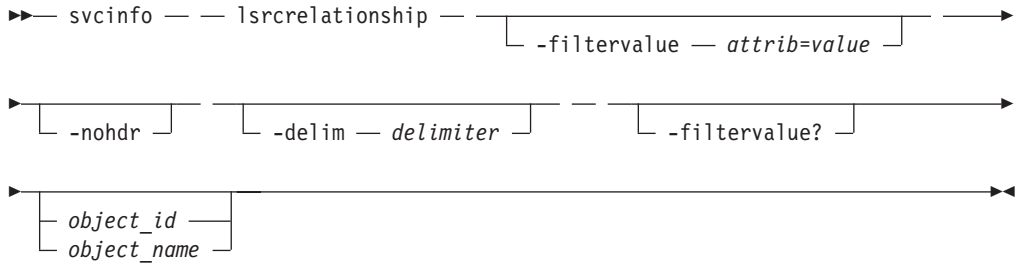 svcinfo lsrcrelationship
-filtervalue attrib=value
-nohdr -delim delimiter -filtervalue?
object_id
object_name